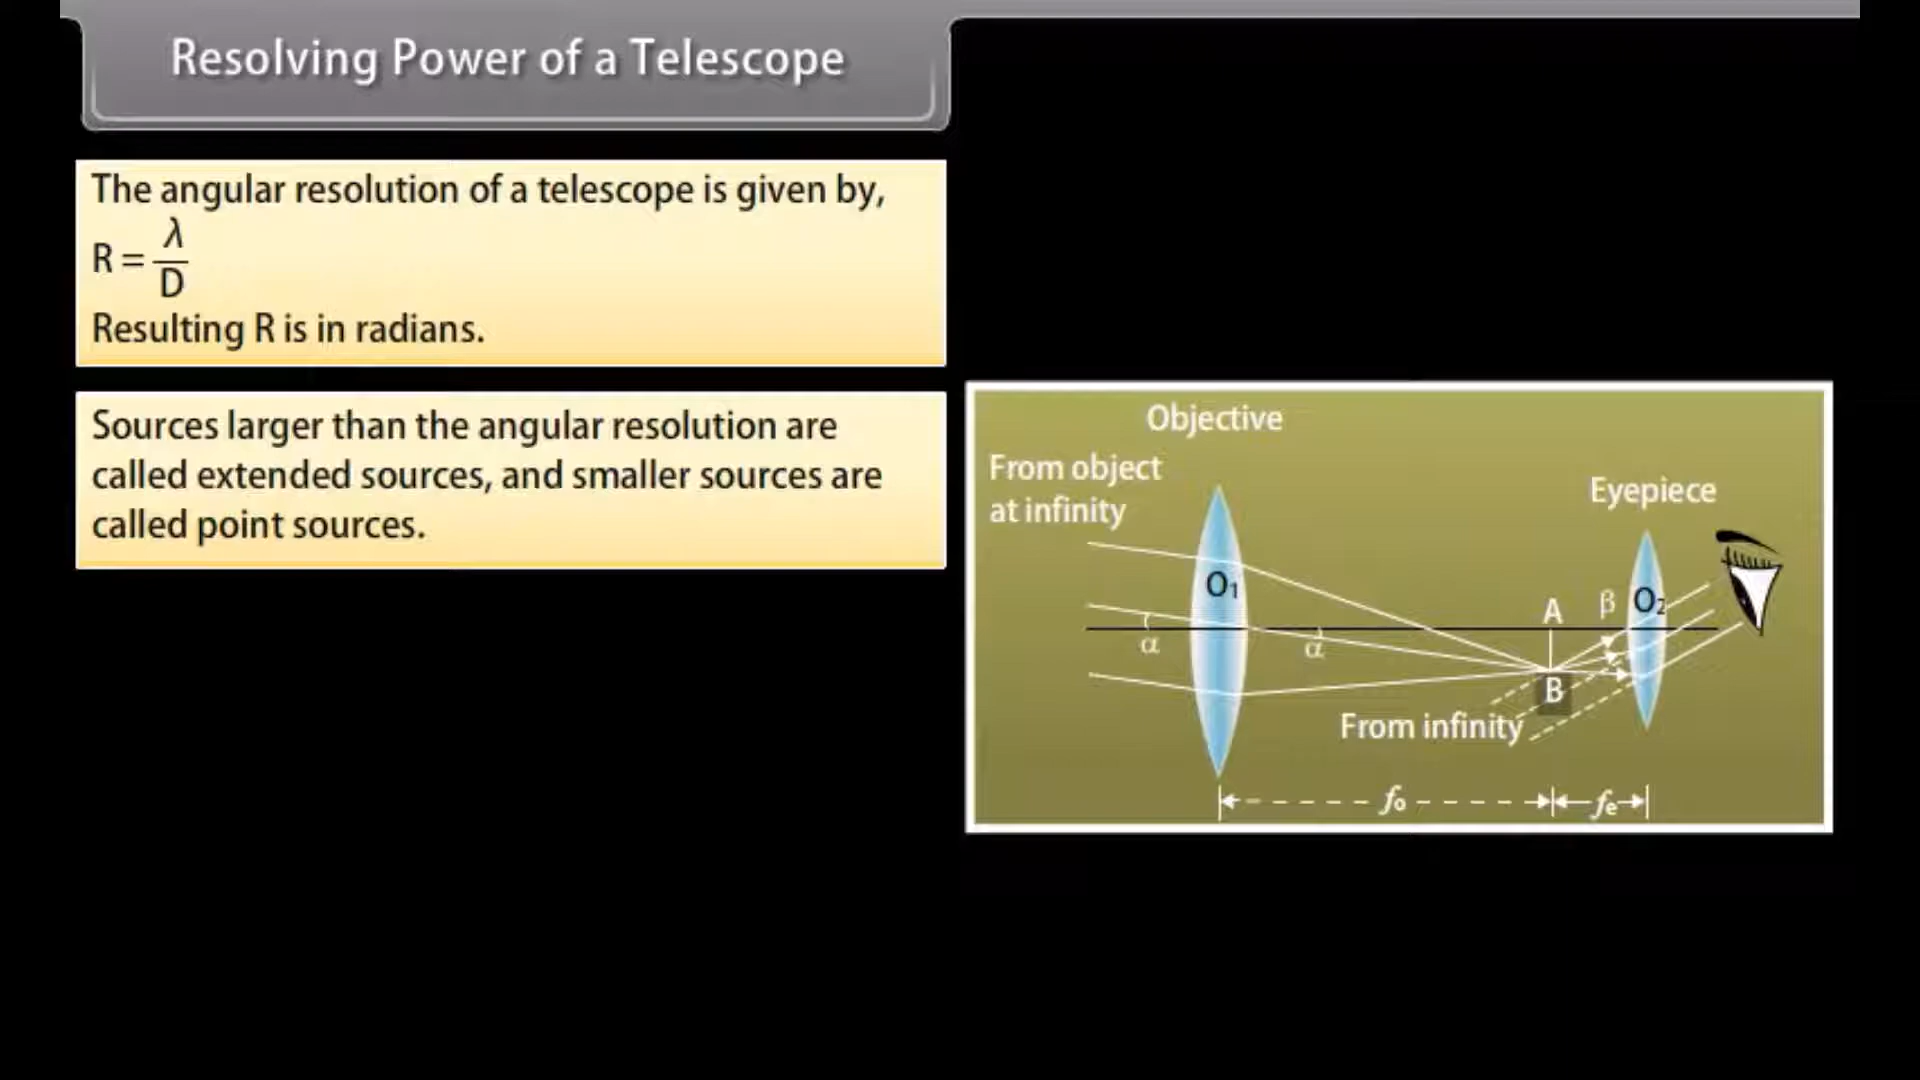 Resolving Power of a Telescope
The angular resolution of a telescope is given by,
R = λ/D
Resulting R is in radians.
Sources larger than the angular resolution are
called extended sources, and smaller sources are
called point sources.
Objective
From object
at infinity
Eyepiece
O₁
A
β
O₂
α
α
B
From infinity
fo
fe